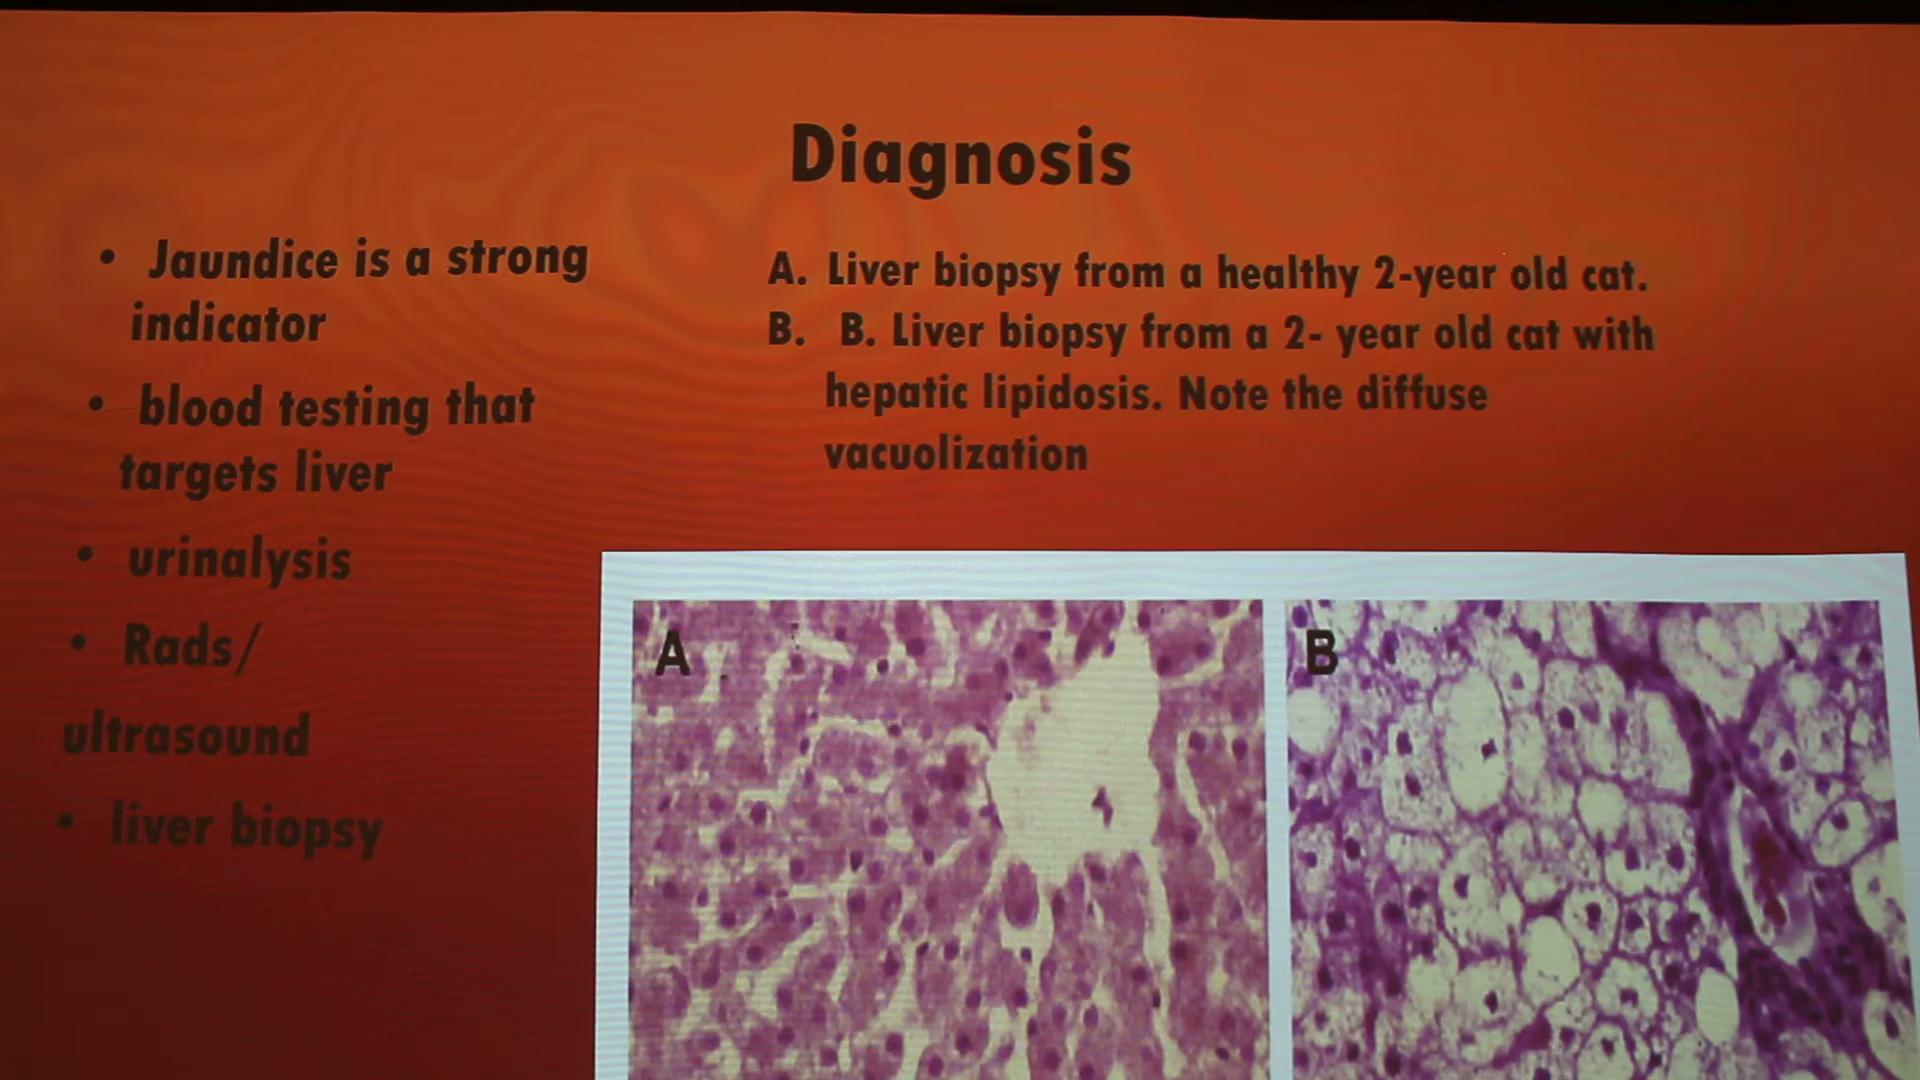 Diagnosis
• Jaundice is a strong
indicator
• blood testing that
targets liver
• urinalysis
• Rads/
ultrasound
• liver biopsy
A. Liver biopsy from a healthy 2-year old cat.
B. B. Liver biopsy from a 2- year old cat with
hepatic lipidosis. Note the diffuse
vacuolization
A
B